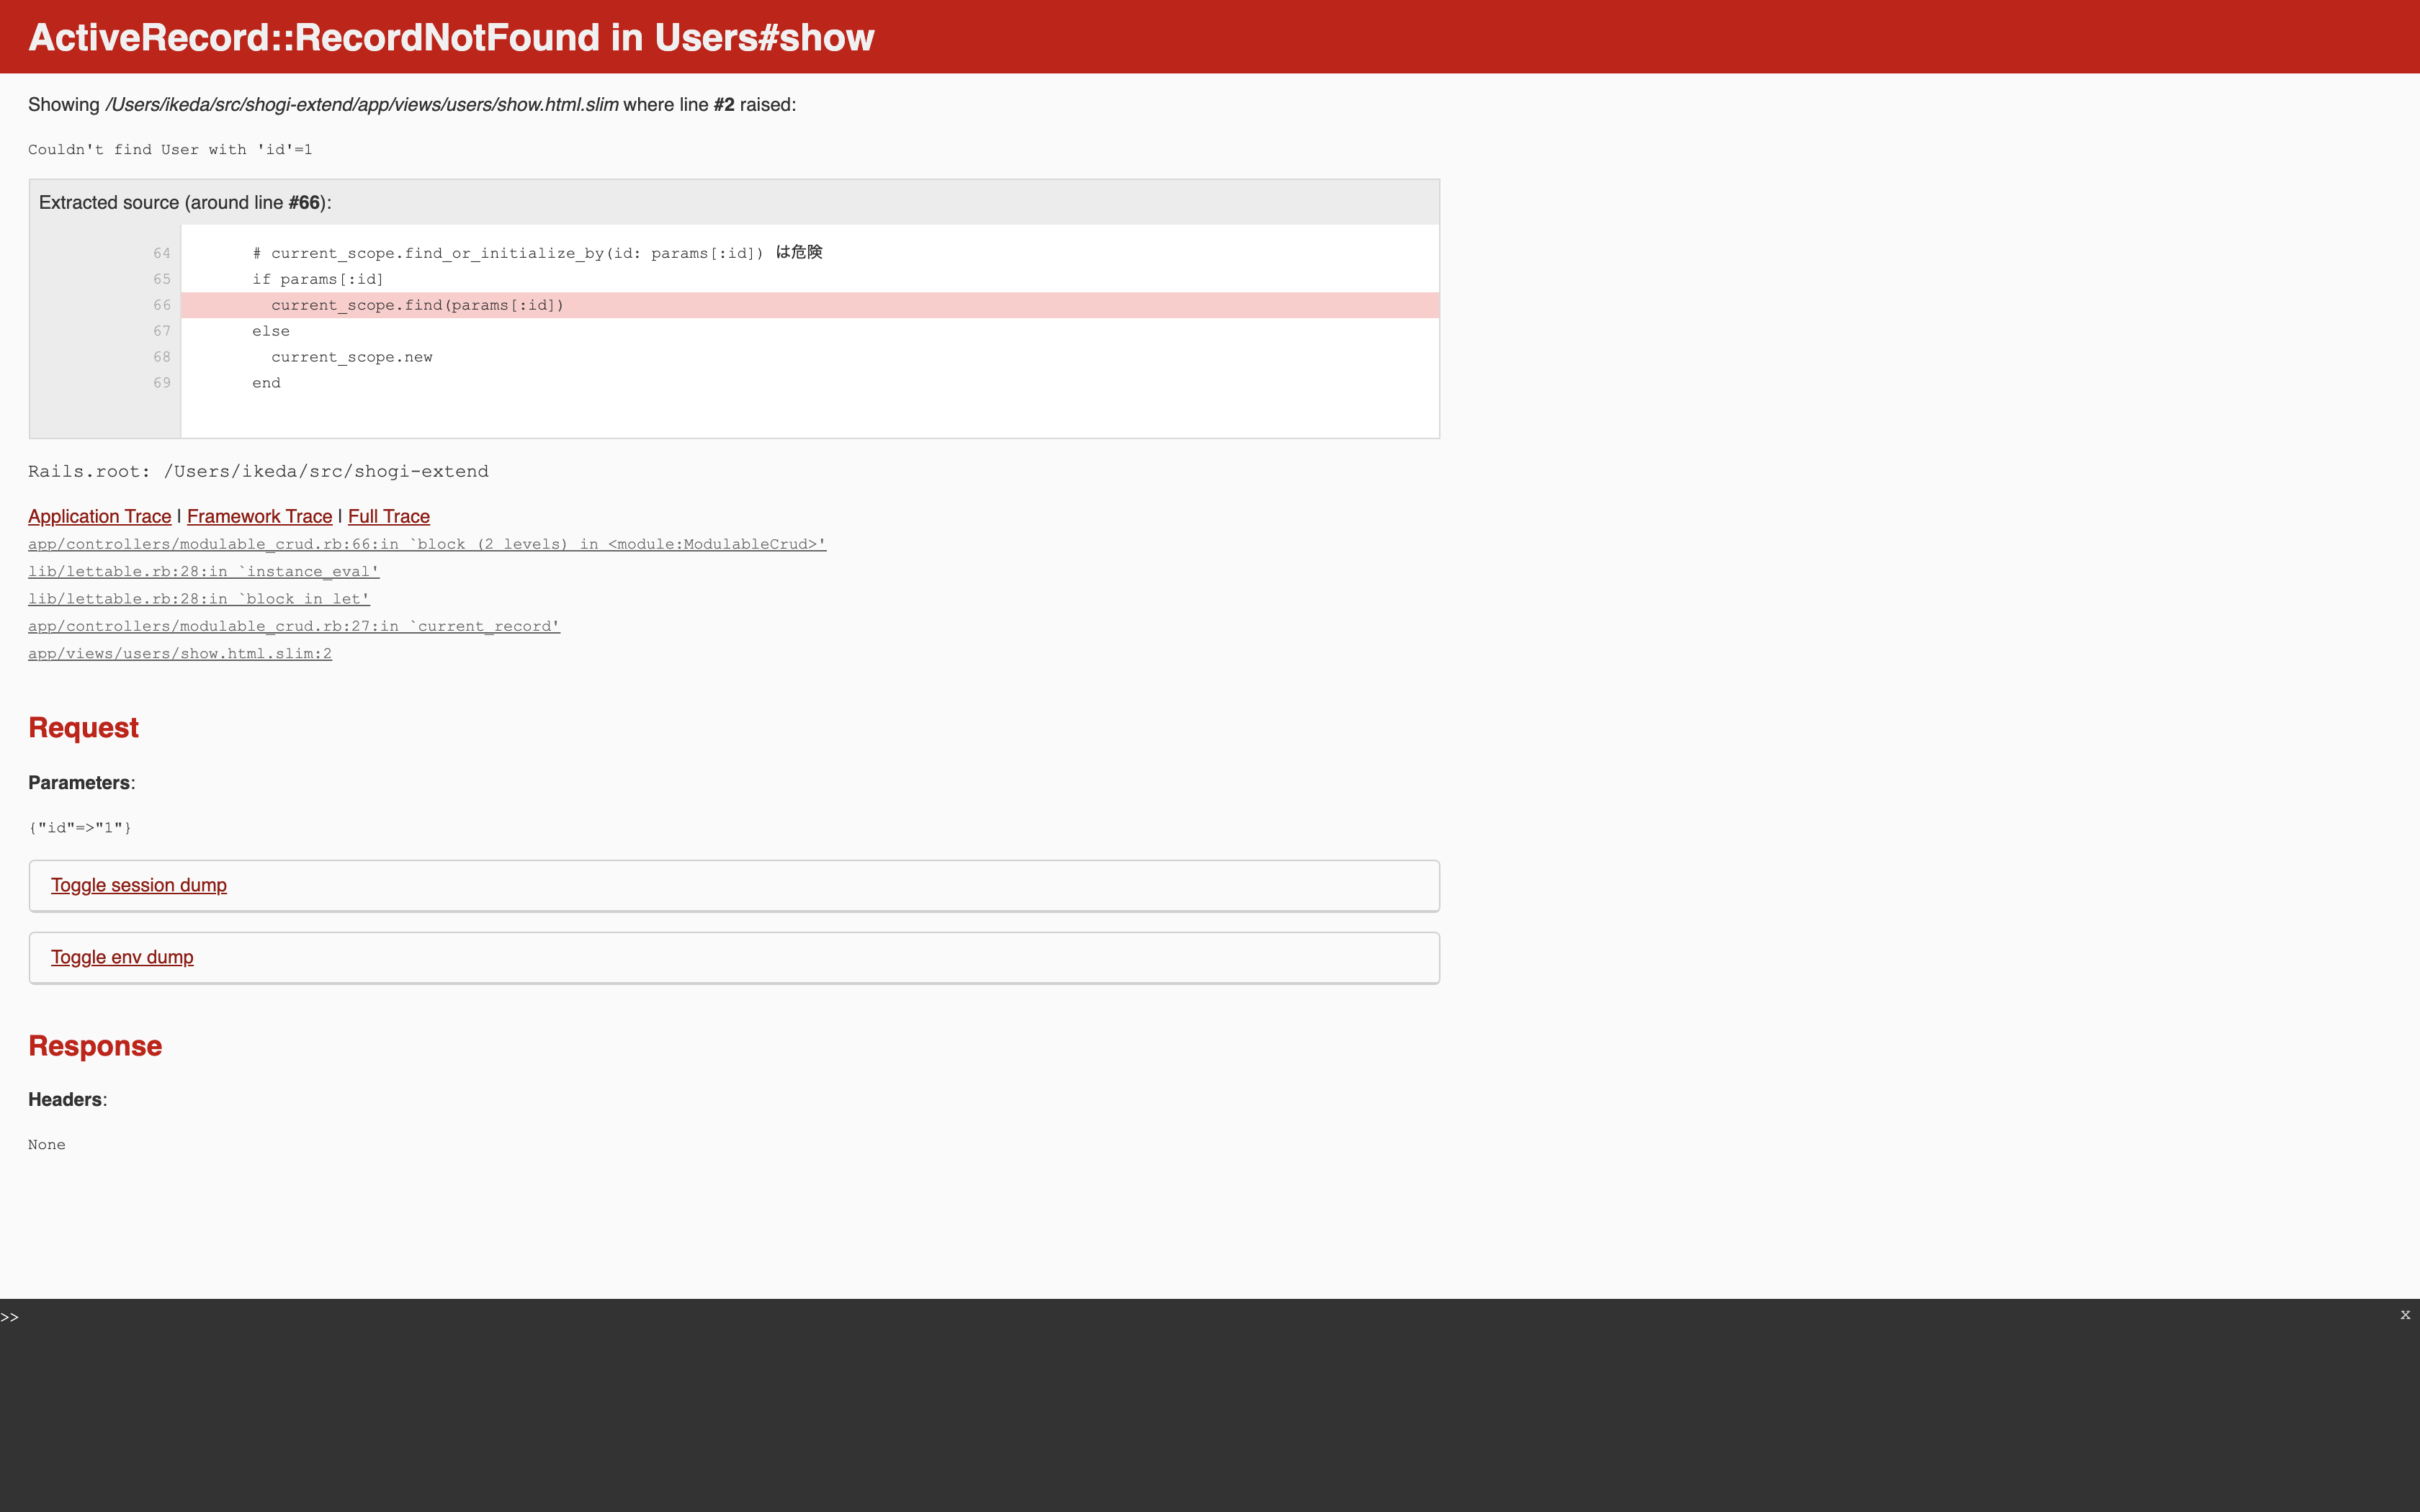 ActiveRecord::RecordNotFound in Users#show
Showing /Users/ikeda/src/shogi-extend/app/views/users/show.html.slim where line #2 raised:
Couldn't find User with 'id'=1
Extracted source (around line #66):
64 # current_scope.find_or_initialize_by(id: params[:id]) は危険
65 if params[:id]
66 current_scope.find(params[:id])
67 else
68 current_scope.new
69 end
Rails.root: /Users/ikeda/src/shogi-extend
Application Trace | Framework Trace | Full Trace
app/controllers/modulable_crud.rb:66:in `block (2 levels) in <module:ModulableCrud>'
lib/lettable.rb:28:in `instance_eval'
lib/lettable.rb:28:in `block in let'
app/controllers/modulable_crud.rb:27:in `current_record'
app/views/users/show.html.slim:2
Request
Parameters:
{"id"=>"1"}
Toggle session dump
Toggle env dump
Response
Headers:
None
>>
x